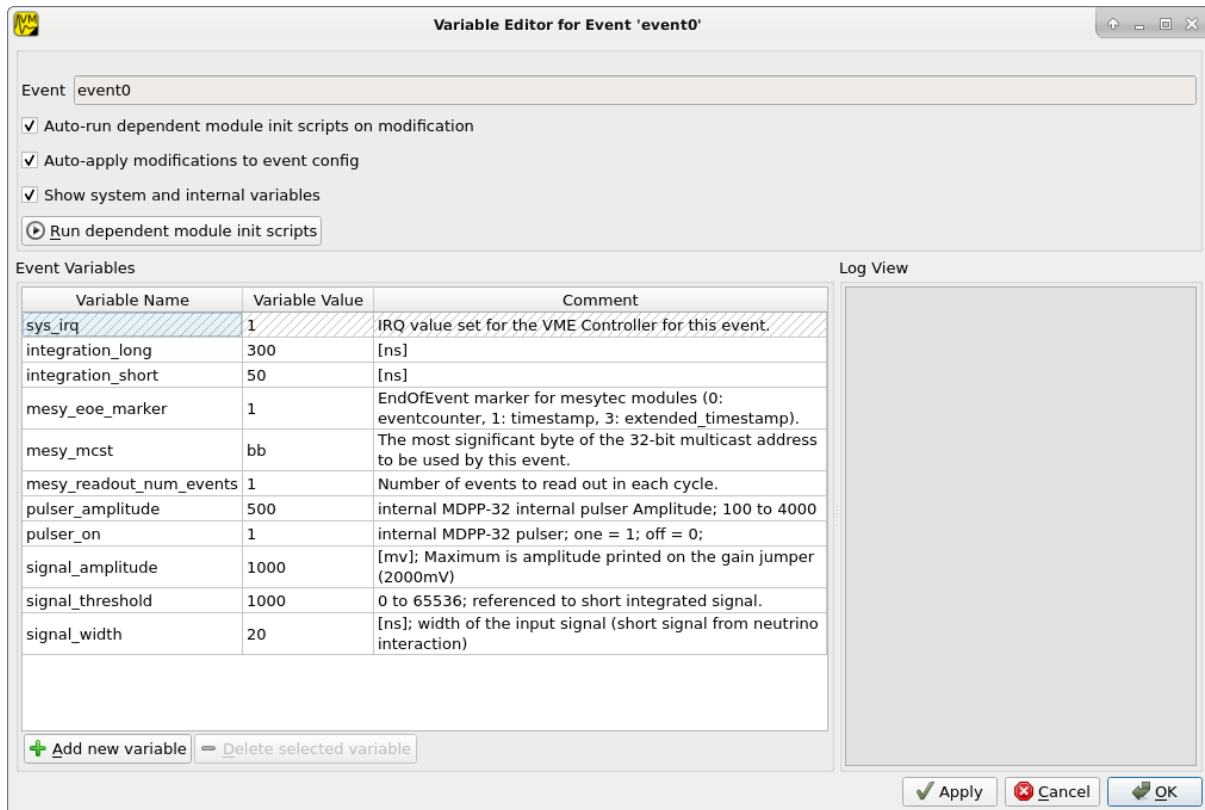 VM
Variable Editor for Event 'event0'
Event event0
Auto-run dependent module init scripts on modification
Auto-apply modifications to event config
Show system and internal variables
Run dependent module init scripts
Event Variables
Log View
Variable Name Variable Value Comment
sys_irq 1 IRQ value set for the VME Controller for this event.
integration_long 300 [ns]
integration_short 50 [ns]
mesy_eoe_marker 1 EndOfEvent marker for mesytec modules (0:
eventcounter, 1: timestamp, 3: extended_timestamp).
mesy_mcst bb The most significant byte of the 32-bit multicast address
to be used by this event.
mesy_readout_num_events 1 Number of events to read out in each cycle.
pulser_amplitude 500 internal MDPP-32 internal pulser Amplitude; 100 to 4000
pulser_on 1 internal MDPP-32 pulser; one = 1; off = 0;
signal_amplitude 1000 [mv]; Maximum is amplitude printed on the gain jumper
(2000mV)
signal_threshold 1000 0 to 65536; referenced to short integrated signal.
signal_width 20 [ns]; width of the input signal (short signal from neutrino
interaction)
Add new variable
Delete selected variable
Apply
Cancel
OK